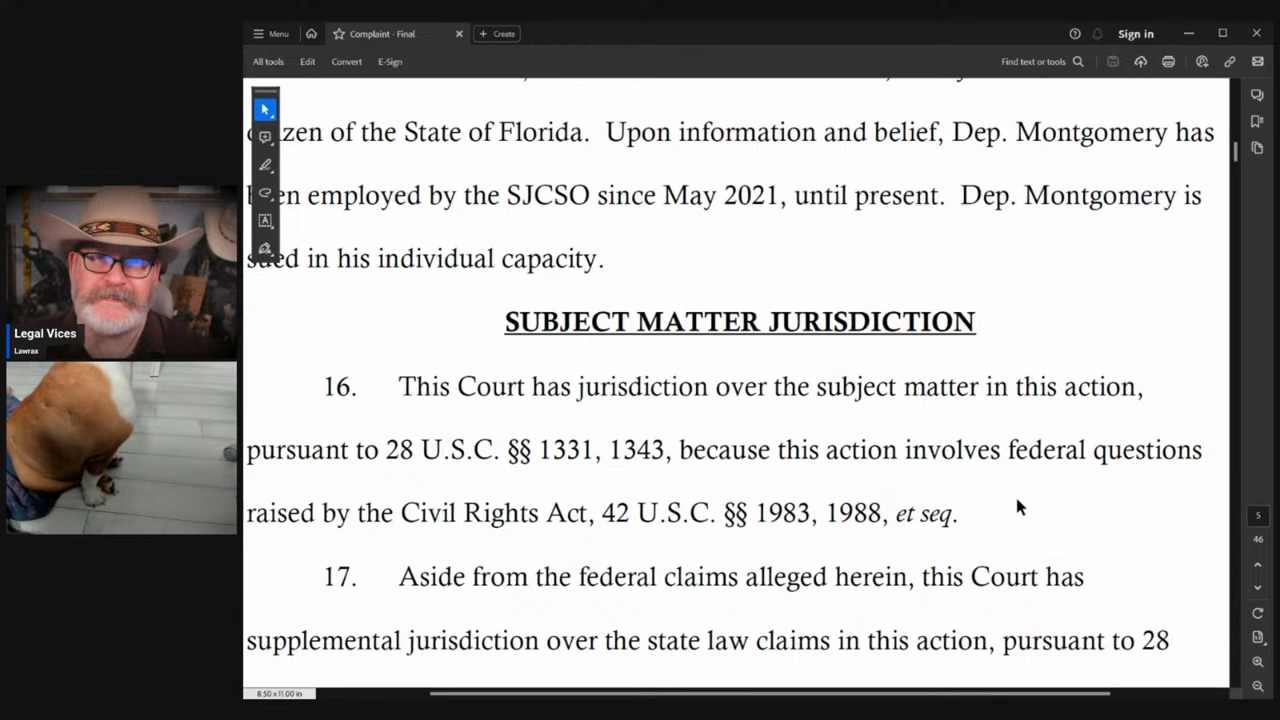 Menu
Complaint - Final
Create
Sign in
All tools
Edit
Convert
E-Sign
Find text or tools
of the State of Florida. Upon information and belief, Dep. Montgomery has
employed by the SJCSO since May 2021, until present. Dep. Montgomery is
sued in his individual capacity.
SUBJECT MATTER JURISDICTION
16. This Court has jurisdiction over the subject matter in this action,
pursuant to 28 U.S.C. §§ 1331, 1343, because this action involves federal questions
raised by the Civil Rights Act, 42 U.S.C. §§ 1983, 1988, et seq.
17. Aside from the federal claims alleged herein, this Court has
supplemental jurisdiction over the state law claims in this action, pursuant to 28
8.50 x 11.00 in
5
46
Legal Vices
Lawrax